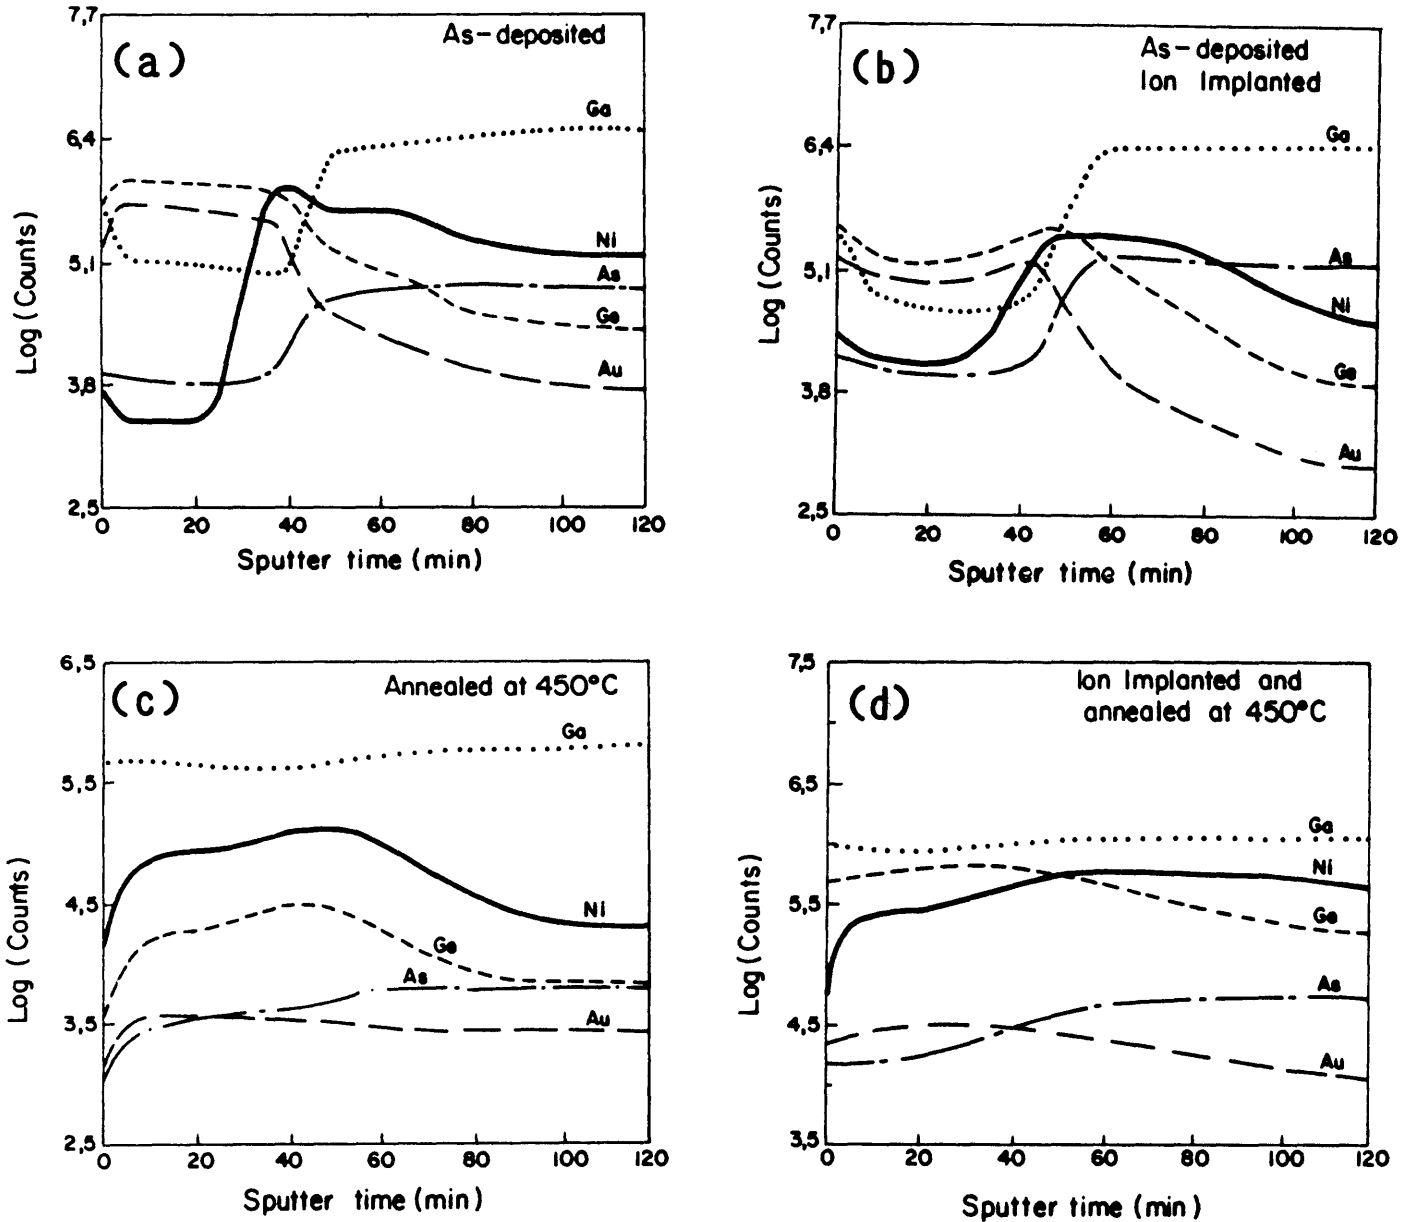 7,7
(a)
As-deposited
6,4
Ga
Log (Counts)
5,1
Ni
As
Ge
Au
3,8
2,5
0 20 40 60 80 100 120
Sputter time (min)
7,7
(b)
As-deposited
Ion Implanted
6,4
Ga
Log (Counts)
5,1
As
Ni
3,8
Ge
Au
2,5
0 20 40 60 80 100 120
Sputter time (min)
6,5
(c)
Annealed at 450°C
Ga
5,5
Log (Counts)
4,5
Ni
Ge
As
3,5
Au
2,5
0 20 40 60 80 100 120
Sputter time (min)
7,5
(d)
Ion Implanted and
annealed at 450°C
6,5
Ga
Log (Counts)
Ni
5,5
Ge
As
4,5
Au
3,5
0 20 40 60 80 100 120
Sputter time (min)